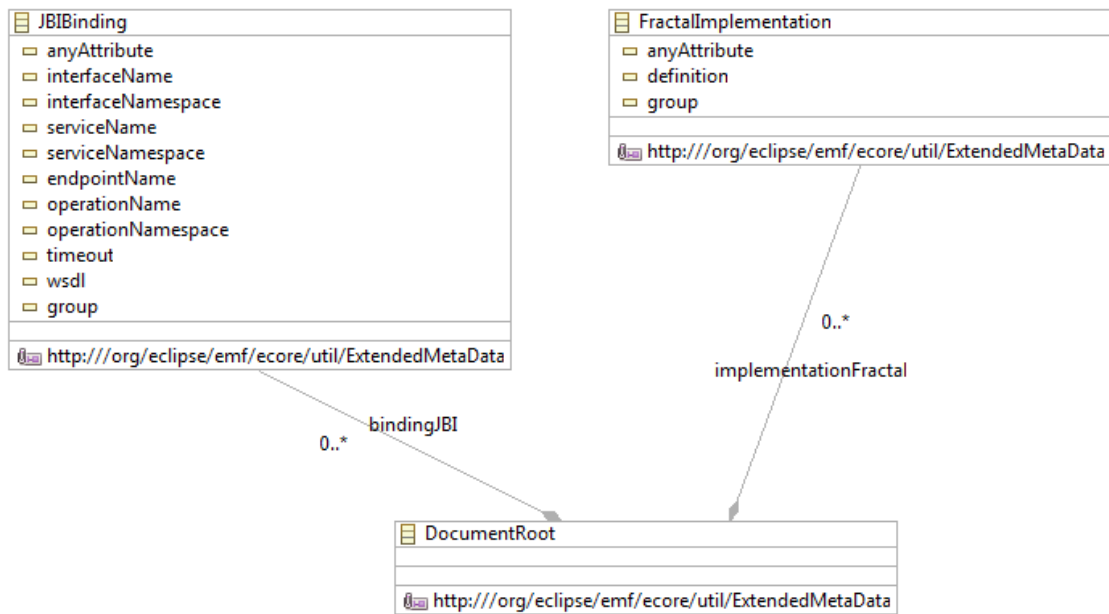 JBIBinding
anyAttribute
interfaceName
interfaceNamespace
serviceName
serviceNamespace
endpointName
operationName
operationNamespace
timeout
wsdl
group
http:///org/eclipse/emf/ecore/util/ExtendedMetaData
FractalImplementation
anyAttribute
definition
group
http:///org/eclipse/emf/ecore/util/ExtendedMetaData
0..*
implementationFractal
bindingJBI
0..*
DocumentRoot
http:///org/eclipse/emf/ecore/util/ExtendedMetaData